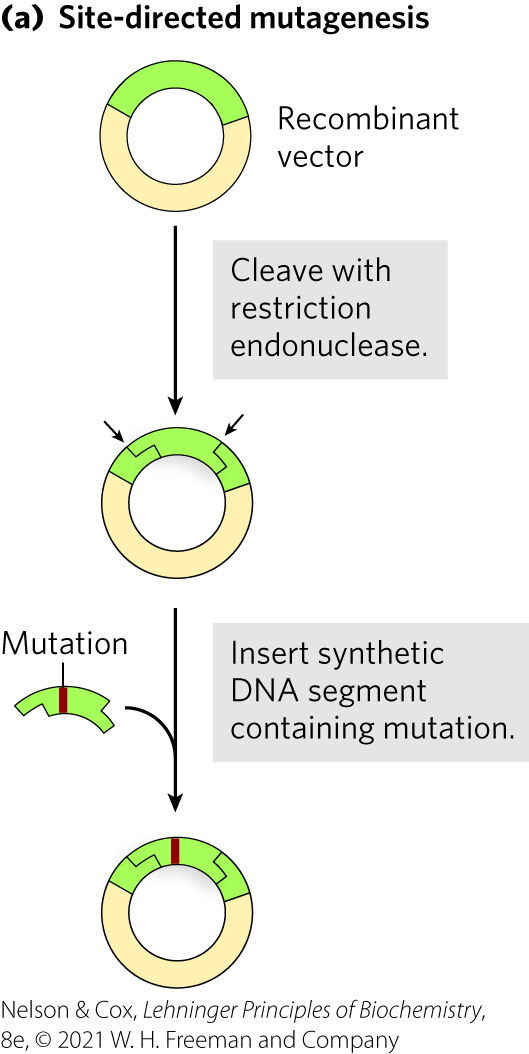 (a) Site-directed mutagenesis
Recombinant
vector
Cleave with
restriction
endonuclease.
Mutation
Insert synthetic
DNA segment
containing mutation.
Nelson & Cox, Lehninger Principles of Biochemistry,
8e, © 2021 W. H. Freeman and Company